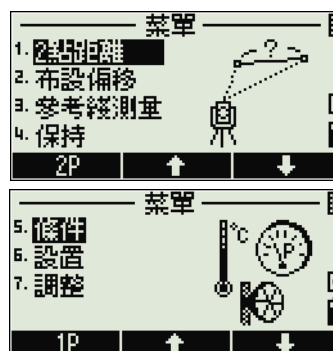 菜單
1. 2點距離
2. 布設偏移
3. 參考綫測量
4. 保持
?
2P
菜單
5. 條件
6. 設置
7. 調整
°C
P
1P